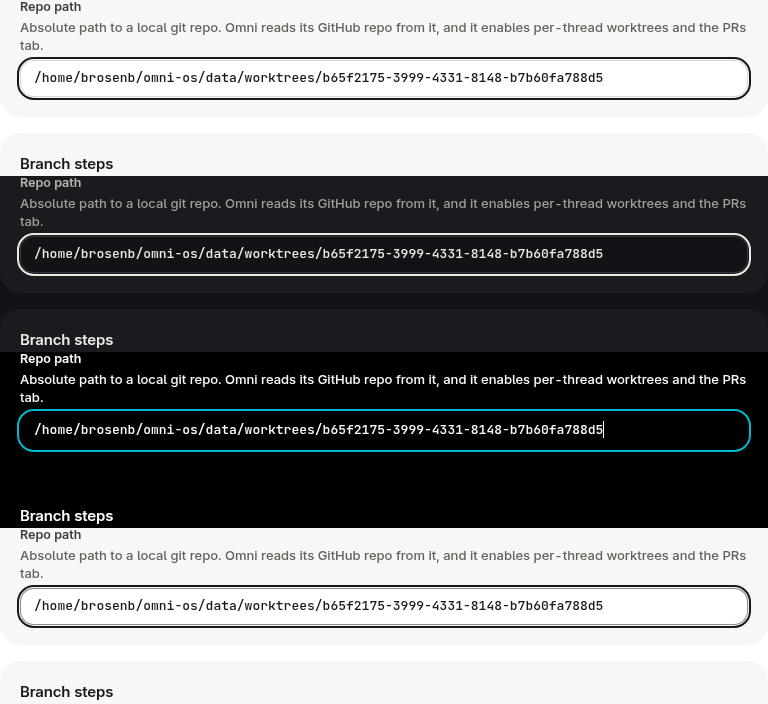 Repo path
Absolute path to a local git repo. Omni reads its GitHub repo from it, and it enables per-thread worktrees and the PRs
tab.
/home/brosenb/omni-os/data/worktrees/b65f2175-3999-4331-8148-b7b60fa788d5
Branch steps
Repo path
Absolute path to a local git repo. Omni reads its GitHub repo from it, and it enables per-thread worktrees and the PRs
tab.
/home/brosenb/omni-os/data/worktrees/b65f2175-3999-4331-8148-b7b60fa788d5
Branch steps
Repo path
Absolute path to a local git repo. Omni reads its GitHub repo from it, and it enables per-thread worktrees and the PRs
tab.
/home/brosenb/omni-os/data/worktrees/b65f2175-3999-4331-8148-b7b60fa788d5
Branch steps
Repo path
Absolute path to a local git repo. Omni reads its GitHub repo from it, and it enables per-thread worktrees and the PRs
tab.
/home/brosenb/omni-os/data/worktrees/b65f2175-3999-4331-8148-b7b60fa788d5
Branch steps